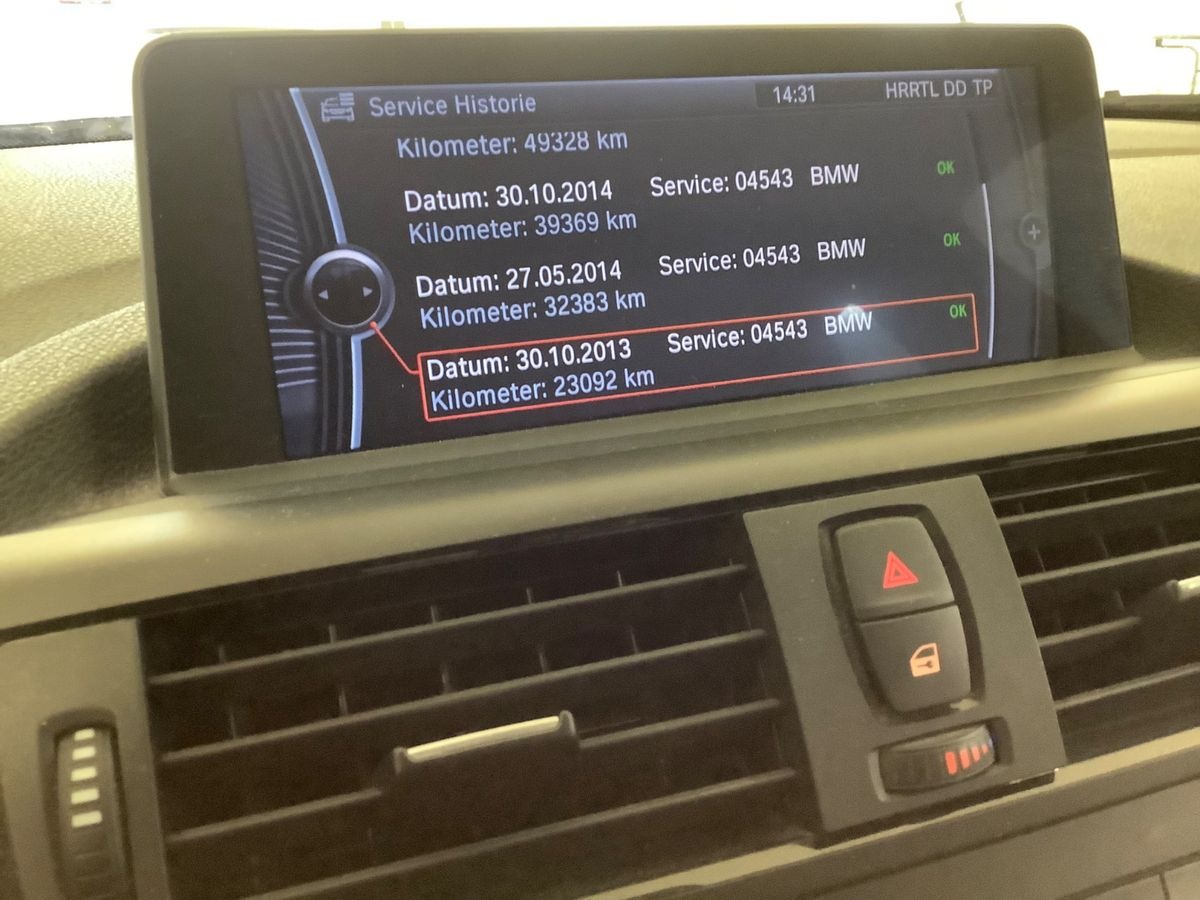 Service Historie 14:31 HRRTL DD TP
Kilometer: 49328 km
Datum: 30.10.2014 Service: 04543 BMW OK
Kilometer: 39369 km
Datum: 27.05.2014 Service: 04543 BMW OK
Kilometer: 32383 km
Datum: 30.10.2013 Service: 04543 BMW OK
Kilometer: 23092 km